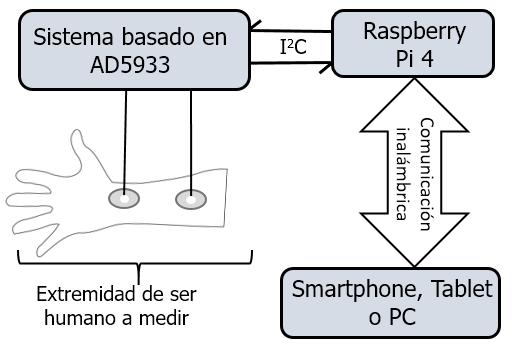 Sistema basado en
AD5933
I²C
Raspberry
Pi 4
Comunicación
inalámbrica
Extremidad de ser
humano a medir
Smartphone, Tablet
o PC